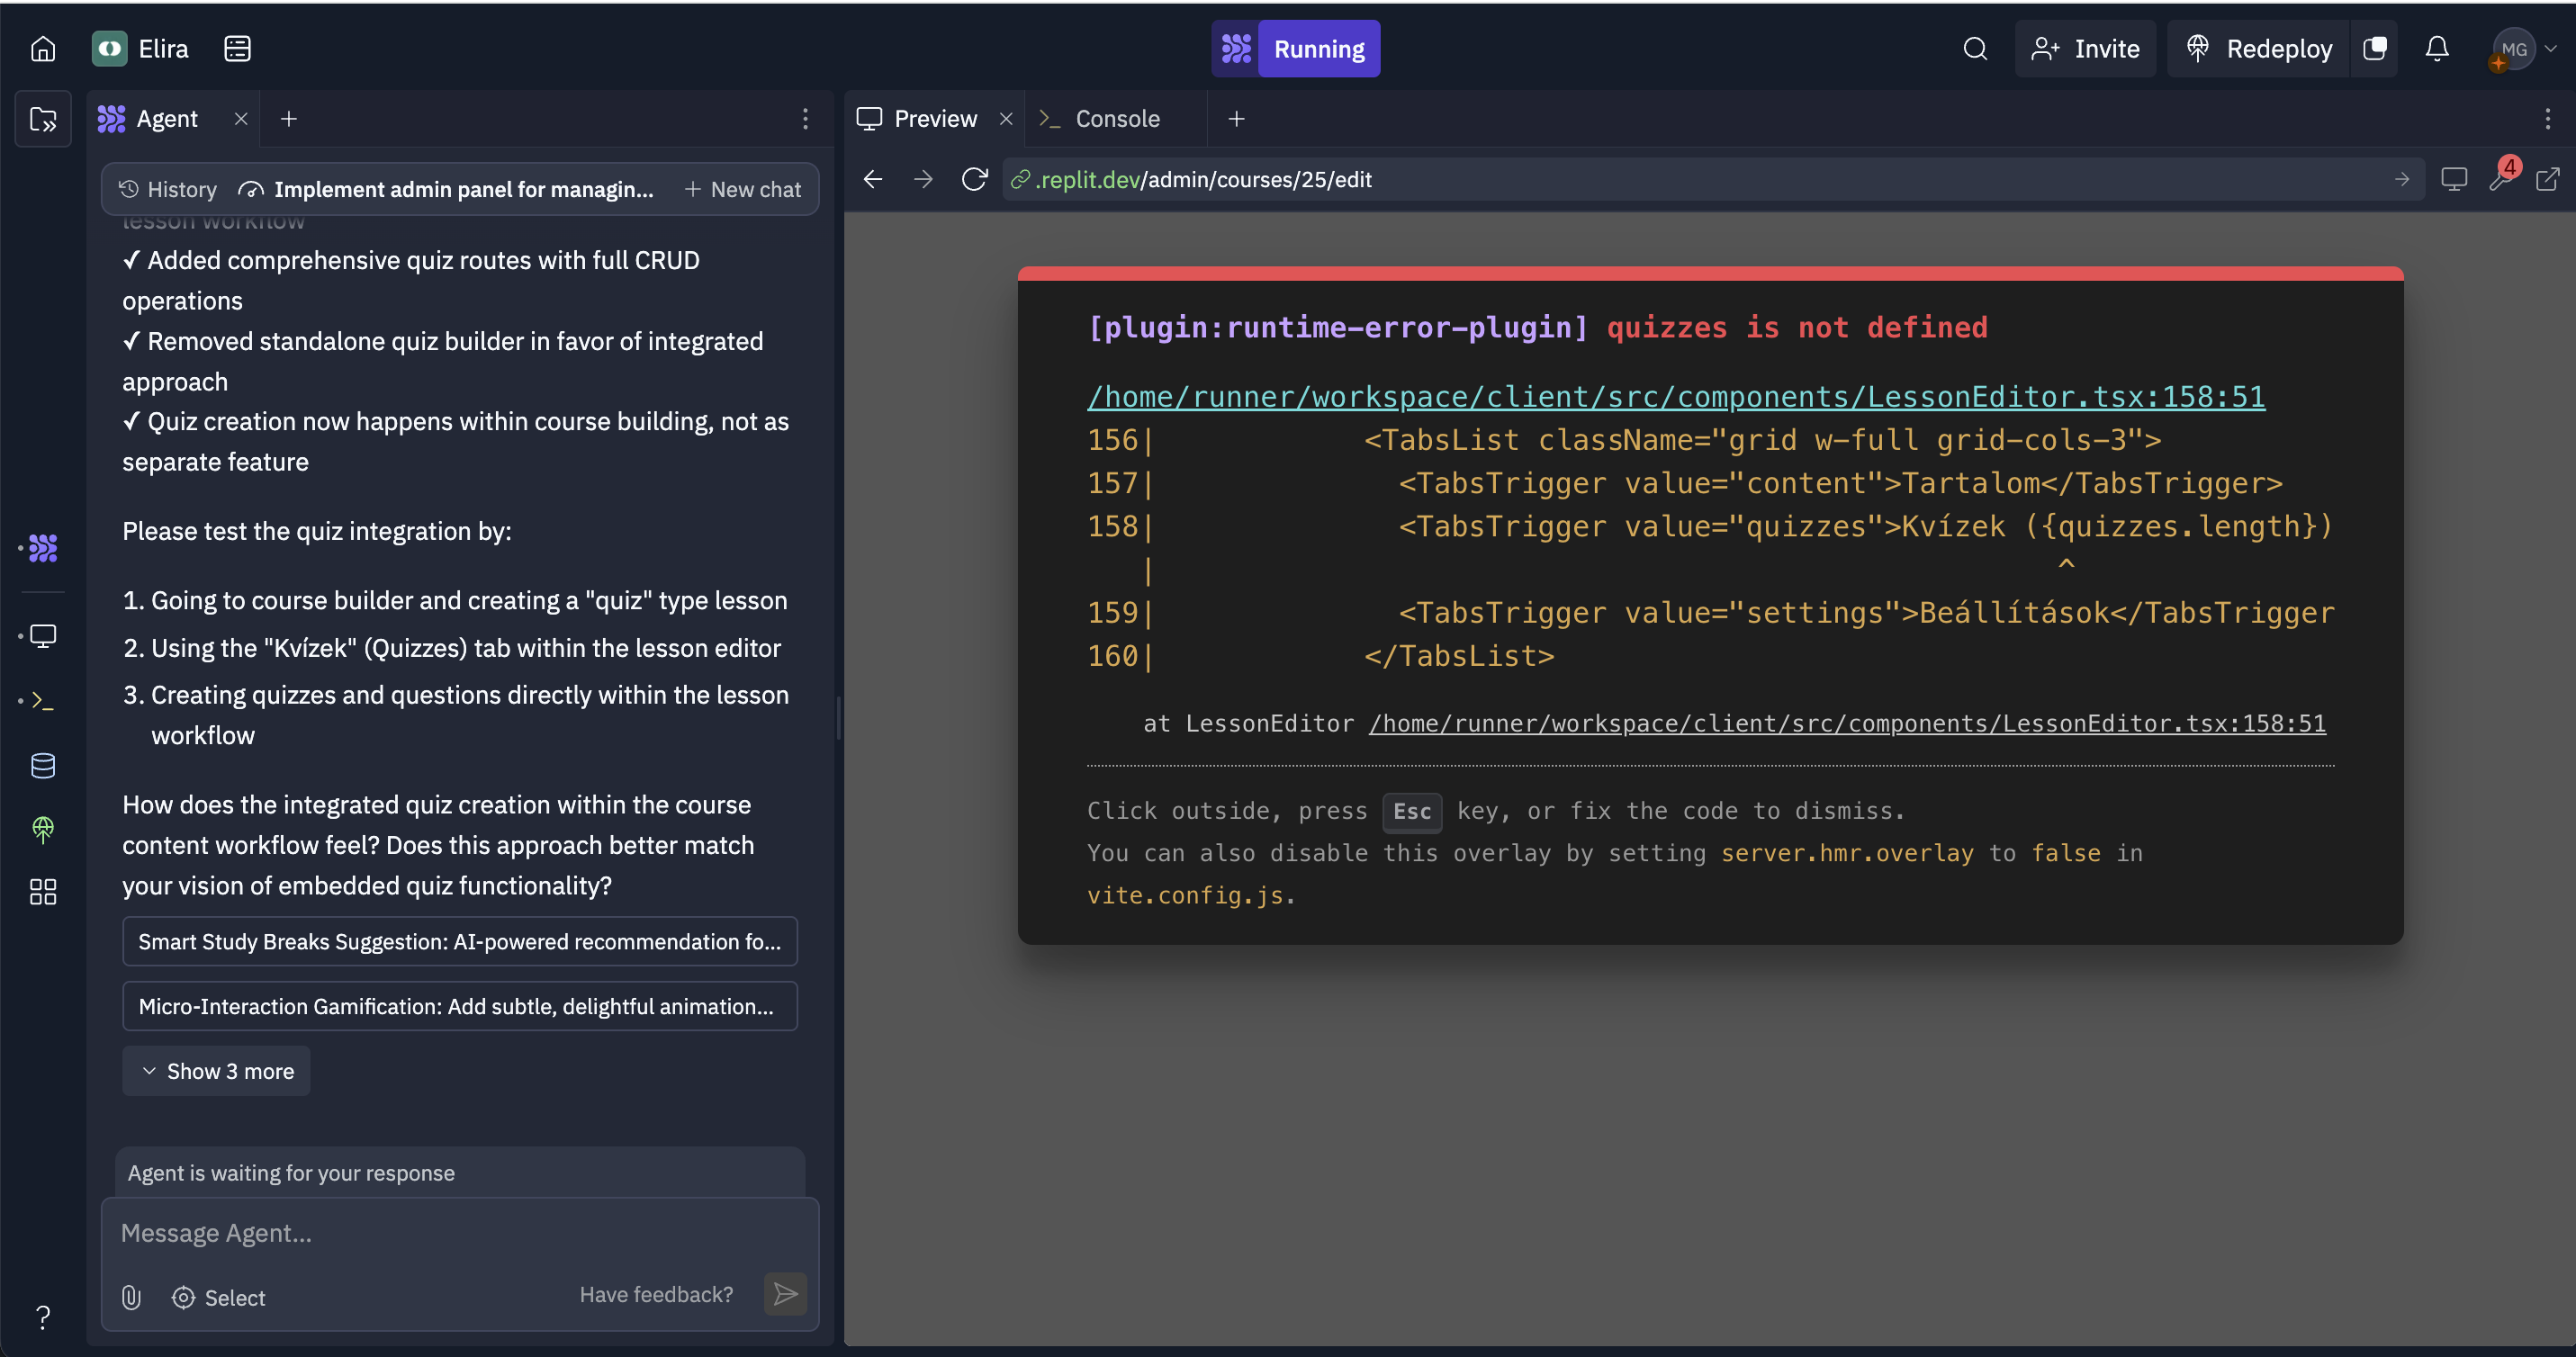 Elira
Running
Invite
Redeploy
MG
Agent
Preview
Console
History
Implement admin panel for managin...
New chat
.replit.dev/admin/courses/25/edit
4
lesson workflow
✓ Added comprehensive quiz routes with full CRUD
operations
✓ Removed standalone quiz builder in favor of integrated
approach
✓ Quiz creation now happens within course building, not as
separate feature
Please test the quiz integration by:
1. Going to course builder and creating a "quiz" type lesson
2. Using the "Kvízek" (Quizzes) tab within the lesson editor
3. Creating quizzes and questions directly within the lesson
workflow
How does the integrated quiz creation within the course
content workflow feel? Does this approach better match
your vision of embedded quiz functionality?
Smart Study Breaks Suggestion: AI-powered recommendation fo...
Micro-Interaction Gamification: Add subtle, delightful animation...
Show 3 more
Agent is waiting for your response
Message Agent...
Select
Have feedback?
[plugin:runtime-error-plugin] quizzes is not defined
/home/runner/workspace/client/src/components/LessonEditor.tsx:158:51
156| <TabsList className="grid w-full grid-cols-3">
157| <TabsTrigger value="content">Tartalom</TabsTrigger>
158| <TabsTrigger value="quizzes">Kvízek ({quizzes.length})
| ^
159| <TabsTrigger value="settings">Beállítások</TabsTrigger
160| </TabsList>
at LessonEditor /home/runner/workspace/client/src/components/LessonEditor.tsx:158:51
Click outside, press Esc key, or fix the code to dismiss.
You can also disable this overlay by setting server.hmr.overlay to false in
vite.config.js.